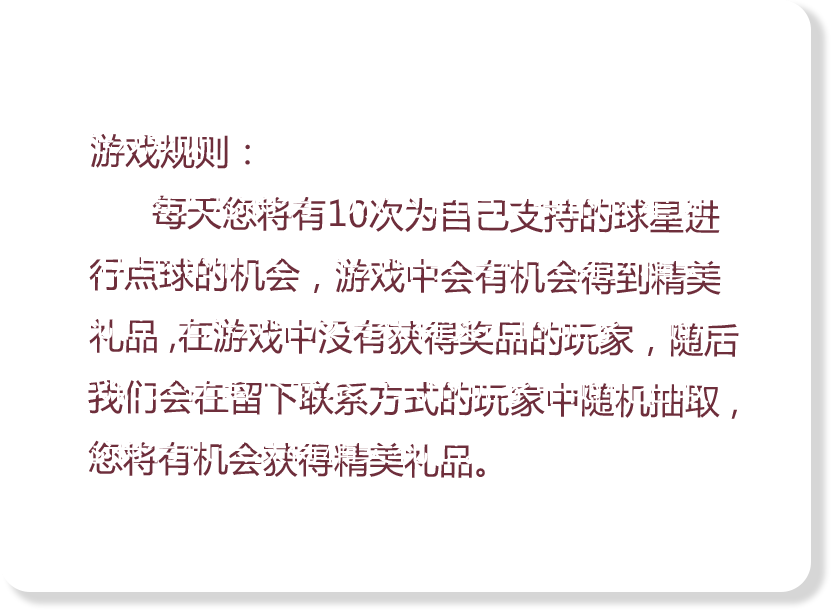 游戏规则：
每天您将有10次为自己支持的球星进
行点球的机会，游戏中会有机会得到精美
礼品,在游戏中没有获得奖品的玩家，随后
我们会在留下联系方式的玩家中随机抽取，
您将有机会获得精美礼品。